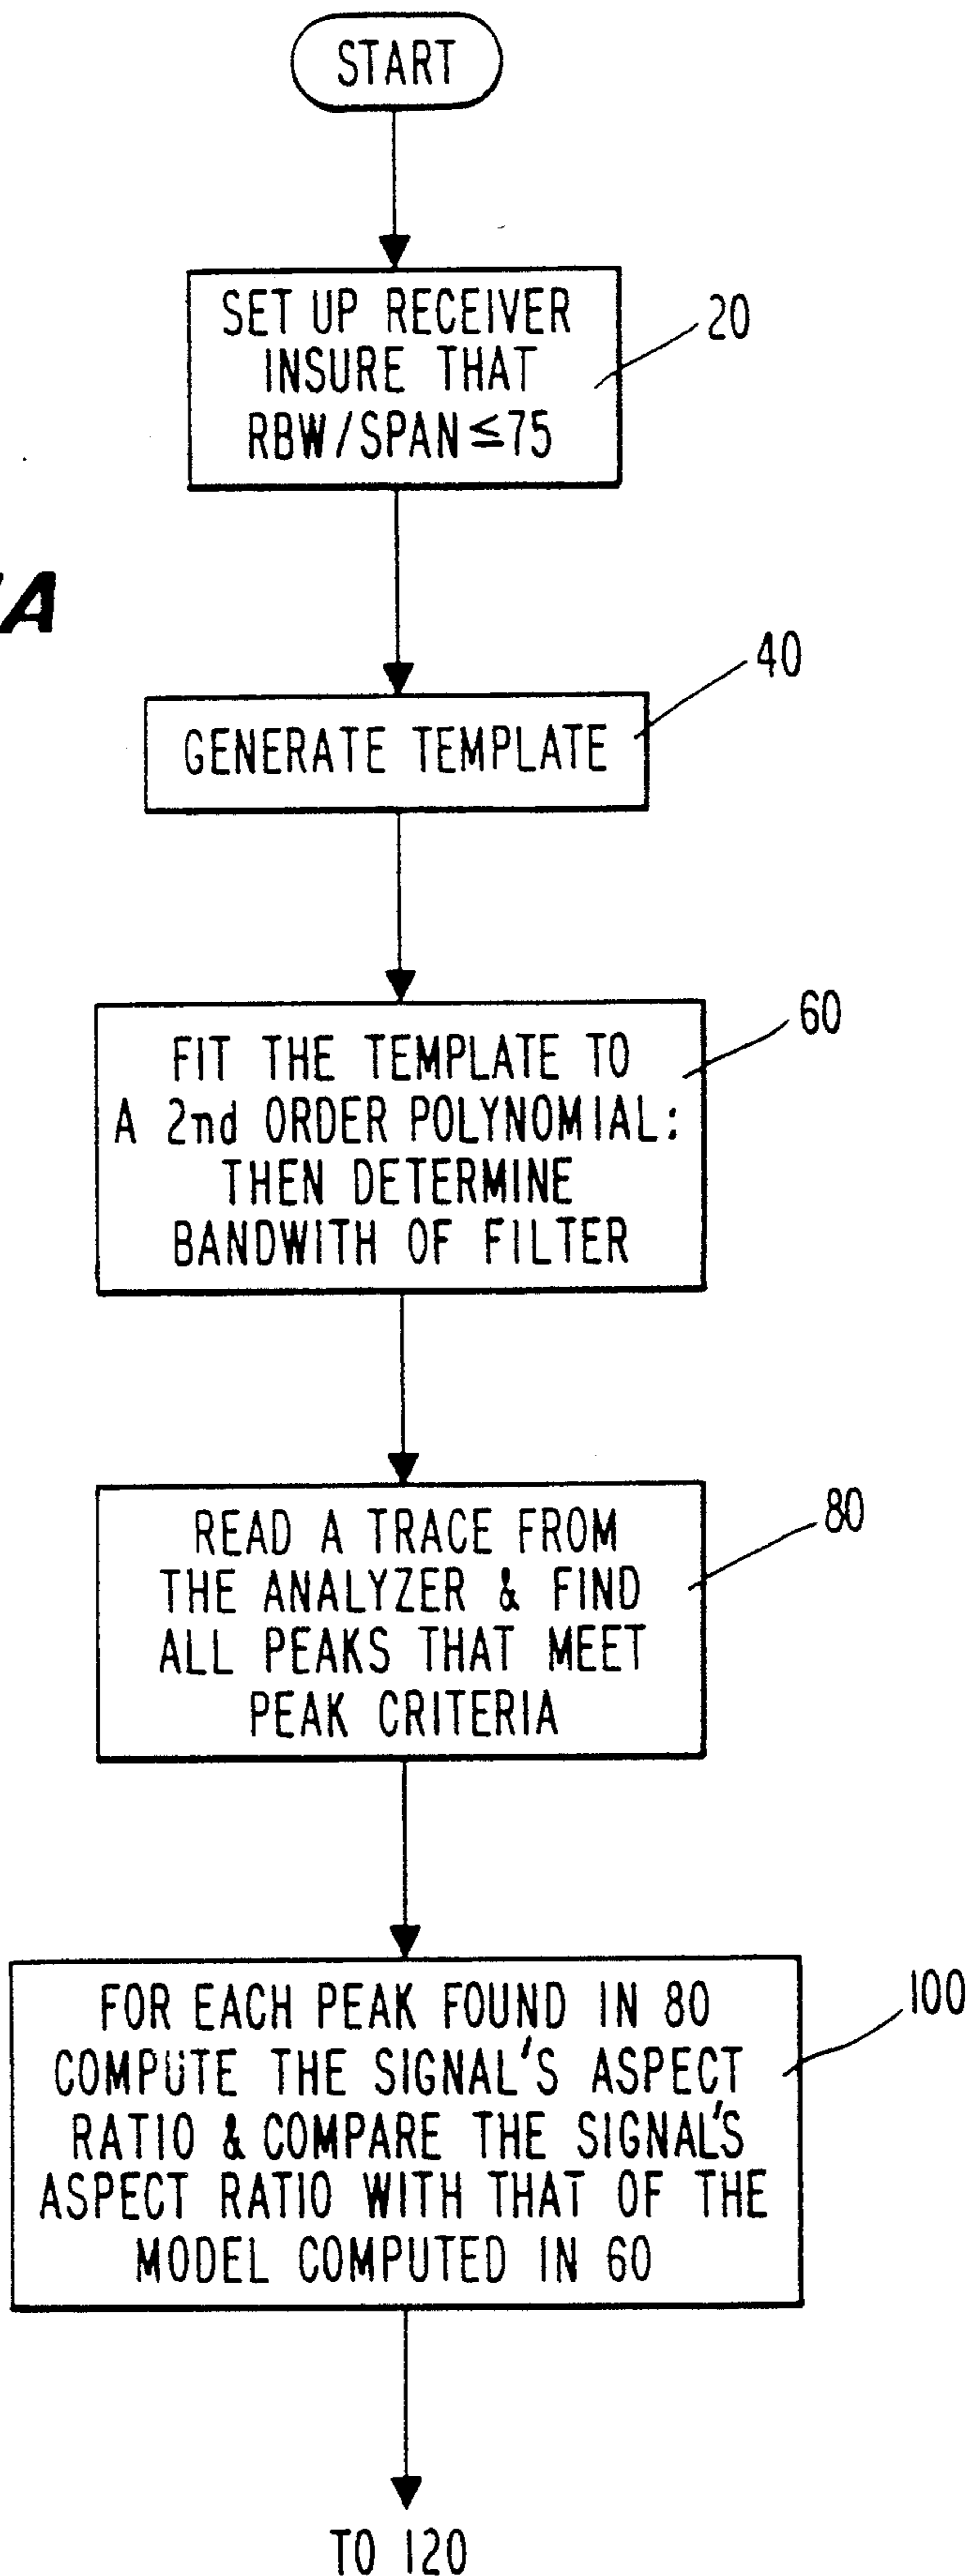 START
SET UP RECEIVER
INSURE THAT
RBW/SPAN≤75
20
A
GENERATE TEMPLATE
40
FIT THE TEMPLATE TO
A 2nd ORDER POLYNOMIAL:
THEN DETERMINE
BANDWITH OF FILTER
60
READ A TRACE FROM
THE ANALYZER & FIND
ALL PEAKS THAT MEET
PEAK CRITERIA
80
FOR EACH PEAK FOUND IN 80
COMPUTE THE SIGNAL'S ASPECT
RATIO & COMPARE THE SIGNAL'S
ASPECT RATIO WITH THAT OF THE
MODEL COMPUTED IN 60
100
TO 120